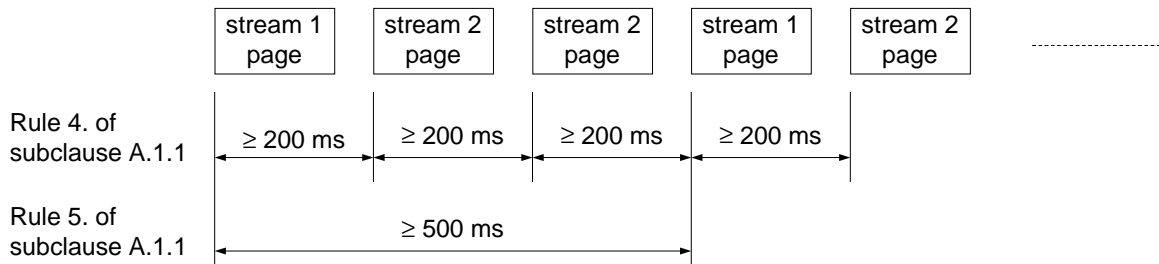 stream 1
page
stream 2
page
stream 2
page
stream 1
page
stream 2
page
Rule 4. of
subclause A.1.1
≥ 200 ms
≥ 200 ms
≥ 200 ms
≥ 200 ms
Rule 5. of
subclause A.1.1
≥ 500 ms